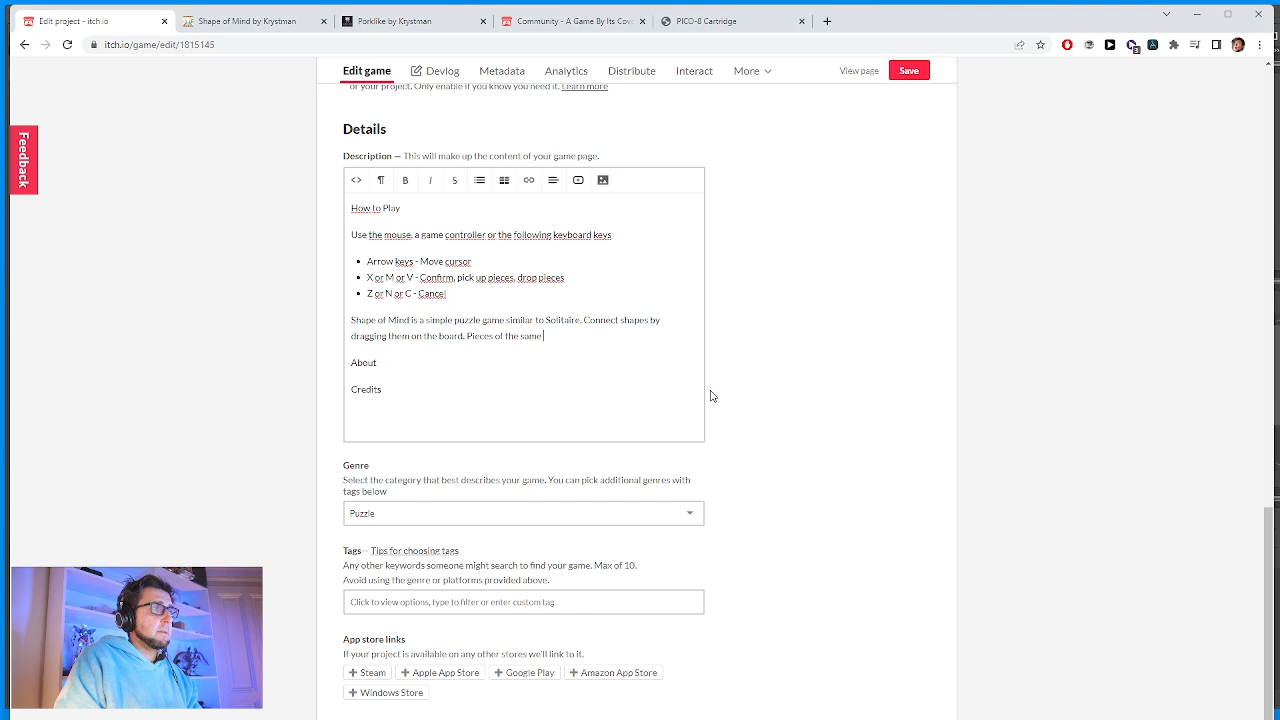 Edit project - itch.io
Shape of Mind by Krystman
Porklike by Krystman
Community - A Game By Its Cove
PICO-8 Cartridge
itch.io/game/edit/1815145
3
Edit game
Devlog
Metadata
Analytics
Distribute
Interact
More
View page
Save
or your project. Only enable if you know you need it. Learn more
Feedback
Details
Description — This will make up the content of your game page.
How to Play
Use the mouse, a game controller or the following keyboard keys
Arrow keys - Move cursor
X or M or V - Confirm, pick up pieces, drop pieces
Z or N or C - Cancel
Shape of Mind is a simple puzzle game similar to Solitaire. Connect shapes by
dragging them on the board. Pieces of the same
About
Credits
Genre
Select the category that best describes your game. You can pick additional genres with
tags below
Puzzle
Tags — Tips for choosing tags
Any other keywords someone might search to find your game. Max of 10.
Avoid using the genre or platforms provided above.
Click to view options, type to filter or enter custom tag
App store links
If your project is available on any other stores we'll link to it.
Steam
Apple App Store
Google Play
Amazon App Store
Windows Store